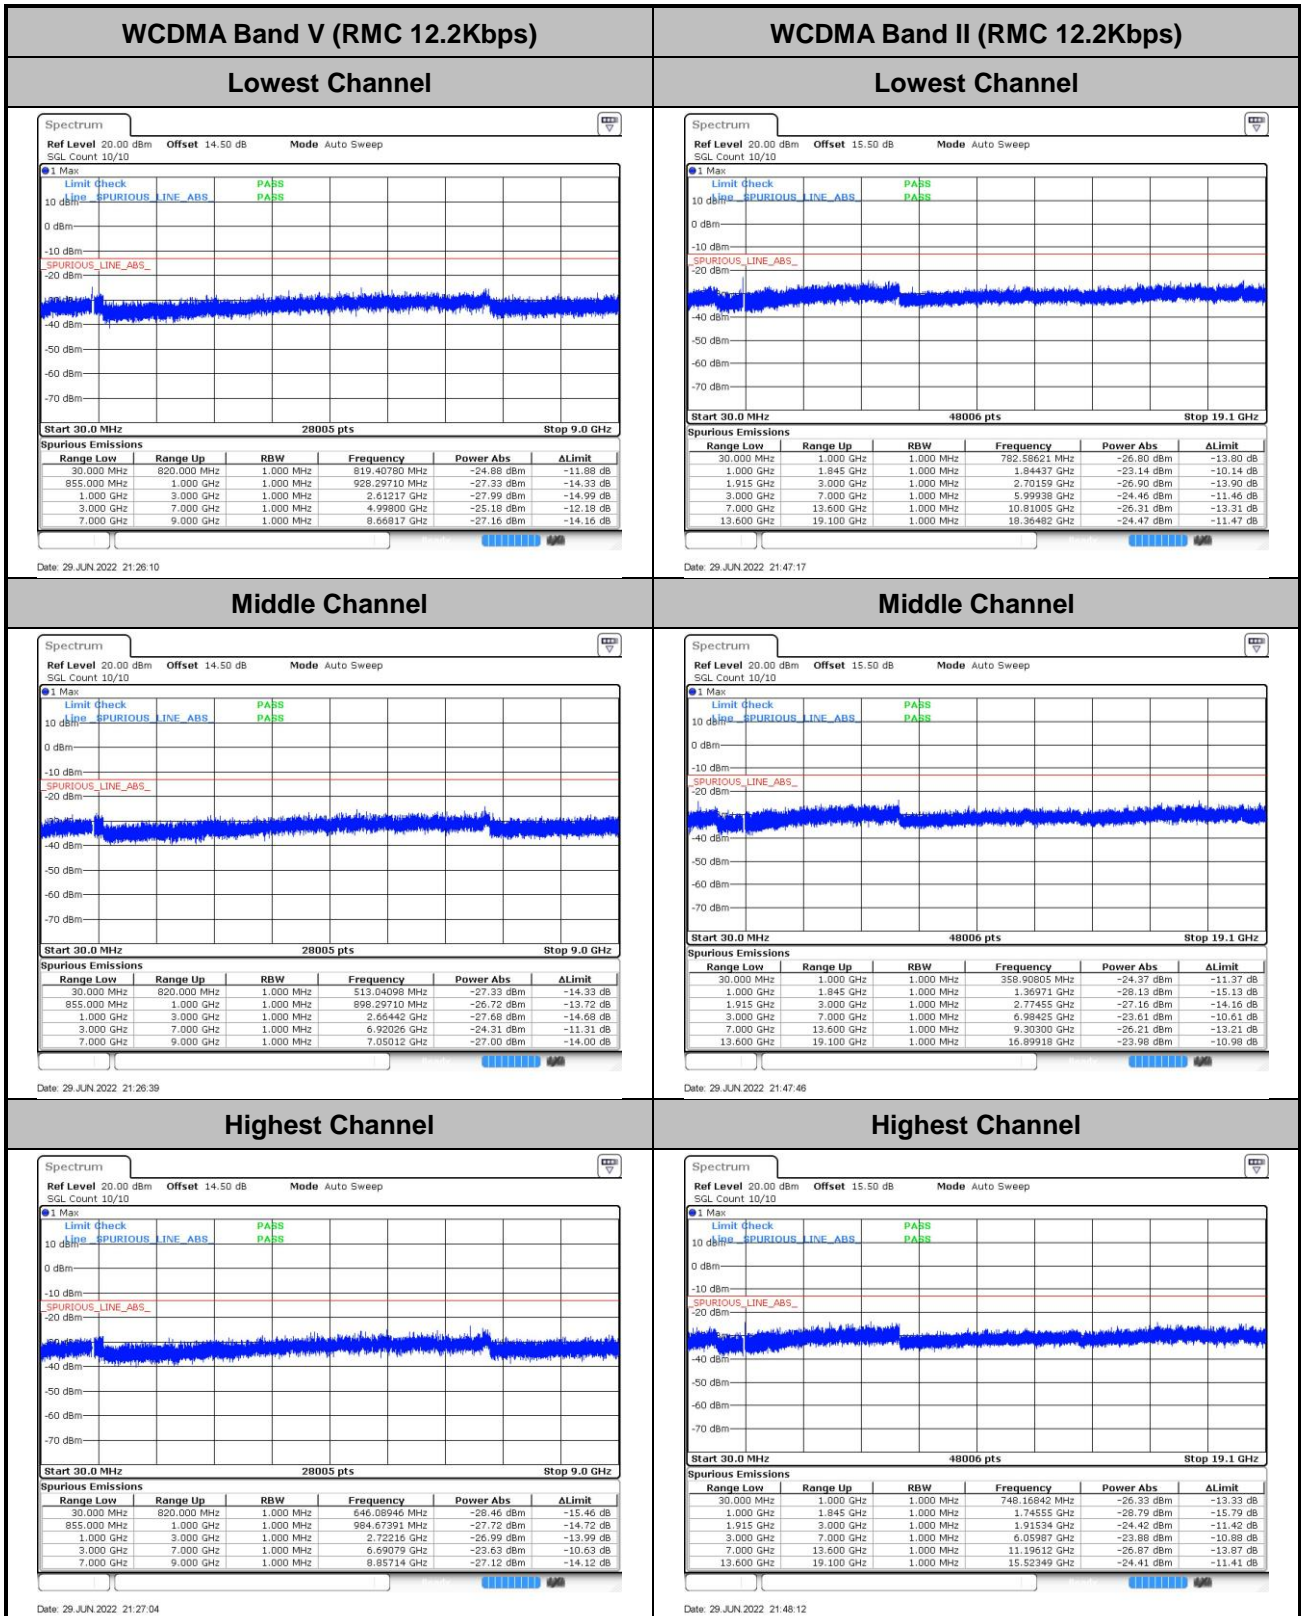 WCDMA Band V (RMC 12.2Kbps)
WCDMA Band II (RMC 12.2Kbps)
Lowest Channel
Lowest Channel
Spectrum
Ref Level 20.00 dBm Offset 14.50 dB Mode Auto Sweep
SGL Count 10/10
1 Max
Limit Check PASS
10 dBm Line _SPURIOUS_LINE_ABS_ PASS
0 dBm
-10 dBm
_SPURIOUS_LINE_ABS_
-20 dBm
-40 dBm
-50 dBm
-60 dBm
-70 dBm
Start 30.0 MHz 28005 pts Stop 9.0 GHz
Spurious Emissions
Range Low Range Up RBW Frequency Power Abs ΔLimit
30.000 MHz 820.000 MHz 1.000 MHz 819.40780 MHz -24.88 dBm -11.88 dB
855.000 MHz 1.000 GHz 1.000 MHz 928.29710 MHz -27.33 dBm -14.33 dB
1.000 GHz 3.000 GHz 1.000 MHz 2.61217 GHz -27.99 dBm -14.99 dB
3.000 GHz 7.000 GHz 1.000 MHz 4.99800 GHz -25.18 dBm -12.18 dB
7.000 GHz 9.000 GHz 1.000 MHz 8.66817 GHz -27.16 dBm -14.16 dB
Date: 29.JUN.2022 21:26:10
Spectrum
Ref Level 20.00 dBm Offset 15.50 dB Mode Auto Sweep
SGL Count 10/10
1 Max
Limit Check PASS
10 dBm Line _SPURIOUS_LINE_ABS_ PASS
0 dBm
-10 dBm
_SPURIOUS_LINE_ABS_
-20 dBm
-40 dBm
-50 dBm
-60 dBm
-70 dBm
Start 30.0 MHz 48006 pts Stop 19.1 GHz
Spurious Emissions
Range Low Range Up RBW Frequency Power Abs ΔLimit
30.000 MHz 1.000 GHz 1.000 MHz 782.58621 MHz -26.80 dBm -13.80 dB
1.000 GHz 1.845 GHz 1.000 MHz 1.84437 GHz -23.14 dBm -10.14 dB
1.915 GHz 3.000 GHz 1.000 MHz 2.70159 GHz -26.90 dBm -13.90 dB
3.000 GHz 7.000 GHz 1.000 MHz 5.99938 GHz -24.46 dBm -11.46 dB
7.000 GHz 13.600 GHz 1.000 MHz 10.81005 GHz -26.31 dBm -13.31 dB
13.600 GHz 19.100 GHz 1.000 MHz 18.36482 GHz -24.47 dBm -11.47 dB
Date: 29.JUN.2022 21:47:17
Middle Channel
Middle Channel
Spectrum
Ref Level 20.00 dBm Offset 14.50 dB Mode Auto Sweep
SGL Count 10/10
1 Max
Limit Check PASS
10 dBm Line _SPURIOUS_LINE_ABS_ PASS
0 dBm
-10 dBm
_SPURIOUS_LINE_ABS_
-20 dBm
-40 dBm
-50 dBm
-60 dBm
-70 dBm
Start 30.0 MHz 28005 pts Stop 9.0 GHz
Spurious Emissions
Range Low Range Up RBW Frequency Power Abs ΔLimit
30.000 MHz 820.000 MHz 1.000 MHz 513.04098 MHz -27.33 dBm -14.33 dB
855.000 MHz 1.000 GHz 1.000 MHz 898.29710 MHz -26.72 dBm -13.72 dB
1.000 GHz 3.000 GHz 1.000 MHz 2.66442 GHz -27.68 dBm -14.68 dB
3.000 GHz 7.000 GHz 1.000 MHz 6.92026 GHz -24.31 dBm -11.31 dB
7.000 GHz 9.000 GHz 1.000 MHz 7.05012 GHz -27.00 dBm -14.00 dB
Date: 29.JUN.2022 21:26:39
Spectrum
Ref Level 20.00 dBm Offset 15.50 dB Mode Auto Sweep
SGL Count 10/10
1 Max
Limit Check PASS
10 dBm Line _SPURIOUS_LINE_ABS_ PASS
0 dBm
-10 dBm
_SPURIOUS_LINE_ABS_
-20 dBm
-40 dBm
-50 dBm
-60 dBm
-70 dBm
Start 30.0 MHz 48006 pts Stop 19.1 GHz
Spurious Emissions
Range Low Range Up RBW Frequency Power Abs ΔLimit
30.000 MHz 1.000 GHz 1.000 MHz 358.90805 MHz -24.37 dBm -11.37 dB
1.000 GHz 1.845 GHz 1.000 MHz 1.36971 GHz -28.13 dBm -15.13 dB
1.915 GHz 3.000 GHz 1.000 MHz 2.77455 GHz -27.16 dBm -14.16 dB
3.000 GHz 7.000 GHz 1.000 MHz 6.98425 GHz -23.61 dBm -10.61 dB
7.000 GHz 13.600 GHz 1.000 MHz 9.30300 GHz -26.21 dBm -13.21 dB
13.600 GHz 19.100 GHz 1.000 MHz 16.89918 GHz -23.98 dBm -10.98 dB
Date: 29.JUN.2022 21:47:46
Highest Channel
Highest Channel
Spectrum
Ref Level 20.00 dBm Offset 14.50 dB Mode Auto Sweep
SGL Count 10/10
1 Max
Limit Check PASS
10 dBm Line _SPURIOUS_LINE_ABS_ PASS
0 dBm
-10 dBm
_SPURIOUS_LINE_ABS_
-20 dBm
-40 dBm
-50 dBm
-60 dBm
-70 dBm
Start 30.0 MHz 28005 pts Stop 9.0 GHz
Spurious Emissions
Range Low Range Up RBW Frequency Power Abs ΔLimit
30.000 MHz 820.000 MHz 1.000 MHz 646.08946 MHz -28.46 dBm -15.46 dB
855.000 MHz 1.000 GHz 1.000 MHz 984.67391 MHz -27.72 dBm -14.72 dB
1.000 GHz 3.000 GHz 1.000 MHz 2.72216 GHz -26.99 dBm -13.99 dB
3.000 GHz 7.000 GHz 1.000 MHz 6.69079 GHz -23.63 dBm -10.63 dB
7.000 GHz 9.000 GHz 1.000 MHz 8.85714 GHz -27.12 dBm -14.12 dB
Date: 29.JUN.2022 21:27:04
Spectrum
Ref Level 20.00 dBm Offset 15.50 dB Mode Auto Sweep
SGL Count 10/10
1 Max
Limit Check PASS
10 dBm Line _SPURIOUS_LINE_ABS_ PASS
0 dBm
-10 dBm
_SPURIOUS_LINE_ABS_
-20 dBm
-40 dBm
-50 dBm
-60 dBm
-70 dBm
Start 30.0 MHz 48006 pts Stop 19.1 GHz
Spurious Emissions
Range Low Range Up RBW Frequency Power Abs ΔLimit
30.000 MHz 1.000 GHz 1.000 MHz 748.16842 MHz -26.33 dBm -13.33 dB
1.000 GHz 1.845 GHz 1.000 MHz 1.74555 GHz -28.79 dBm -15.79 dB
1.915 GHz 3.000 GHz 1.000 MHz 1.91534 GHz -24.42 dBm -11.42 dB
3.000 GHz 7.000 GHz 1.000 MHz 6.05987 GHz -23.88 dBm -10.88 dB
7.000 GHz 13.600 GHz 1.000 MHz 11.19612 GHz -26.87 dBm -13.87 dB
13.600 GHz 19.100 GHz 1.000 MHz 15.52349 GHz -24.41 dBm -11.41 dB
Date: 29.JUN.2022 21:48:12